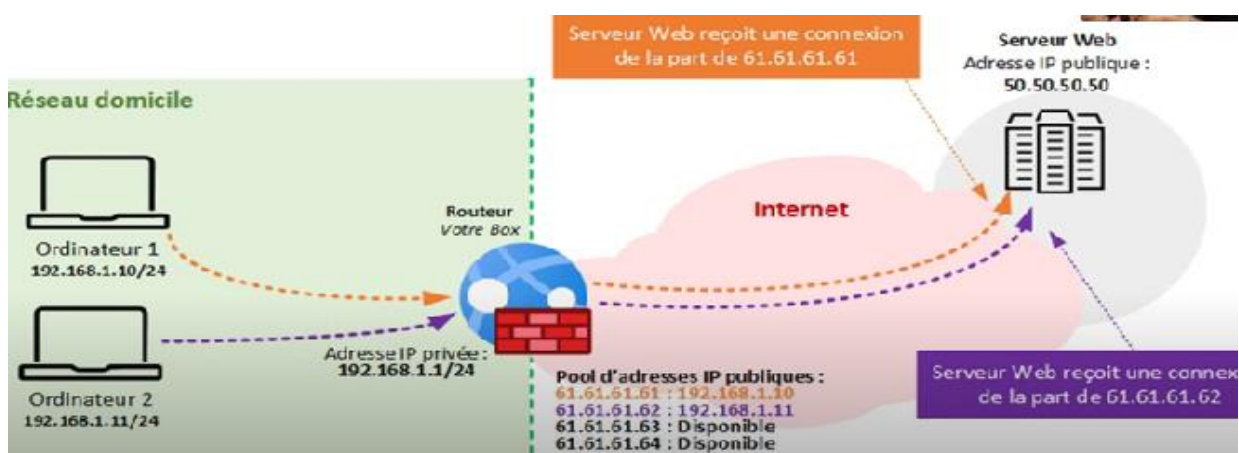 Serveur Web reçoit une connexion
de la part de 61.61.61.61
Serveur Web
Adresse IP publique :
50.50.50.50
Réseau domicile
Ordinateur 1
192.168.1.10/24
Routeur
Votre Box
Internet
Ordinateur 2
192.168.1.11/24
Adresse IP privée :
192.168.1.1/24
Pool d'adresses IP publiques :
61.61.61.61 : 192.168.1.10
61.61.61.62 : 192.168.1.11
61.61.61.63 : Disponible
61.61.61.64 : Disponible
Serveur Web reçoit une connex
de la part de 61.61.61.62